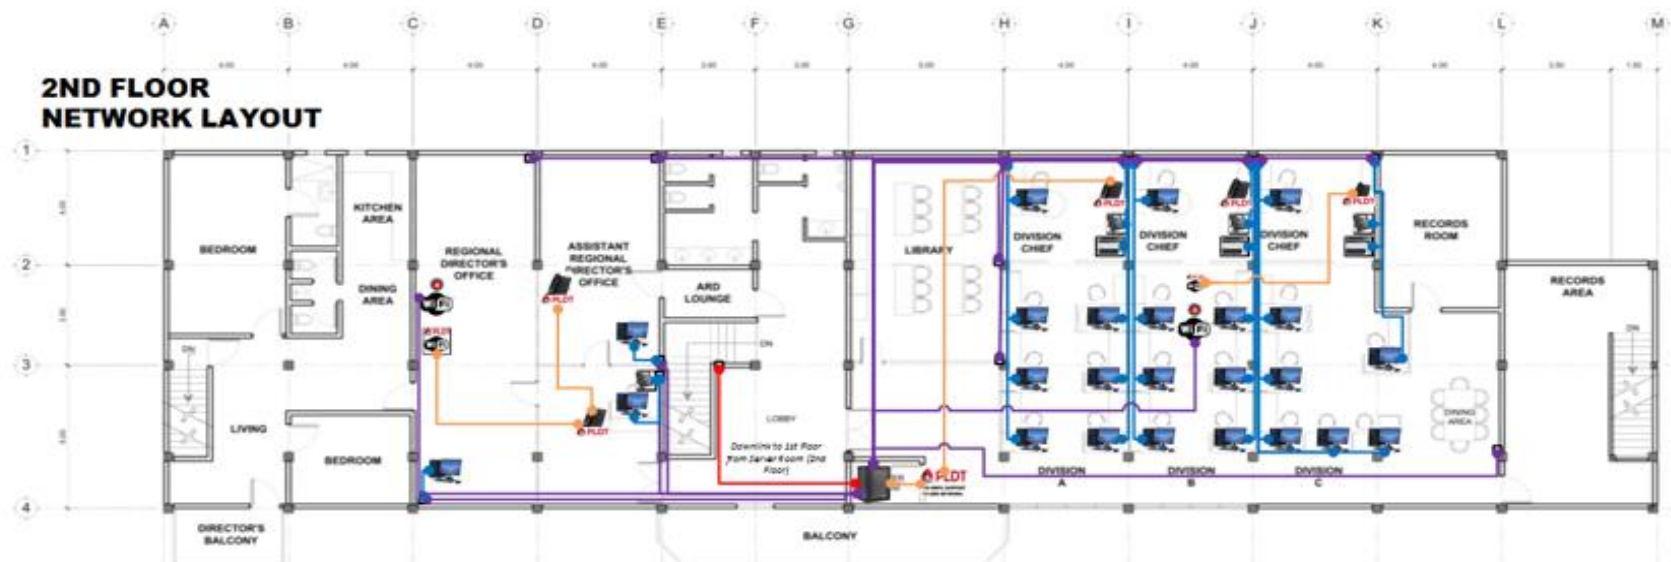 A B C D E F G H I J K L M
2ND FLOOR
NETWORK LAYOUT
1
2
3
4
BEDROOM
KITCHEN
AREA
DINING
AREA
REGIONAL
DIRECTOR'S
OFFICE
ASSISTANT
REGIONAL
DIRECTOR'S
OFFICE
ARD
LOUNGE
LIBRARY
DIVISION
CHIEF
DIVISION
CHIEF
DIVISION
CHIEF
RECORDS
ROOM
RECORDS
AREA
PLDT
PLDT
PLDT
PLDT
PLDT
DN
DN
DN
LIVING
BEDROOM
LOBBY
Downlink to 1st Floor
from Server Room (2nd
Floor)
PLDT
DINING
AREA
DIVISION
A
DIVISION
B
DIVISION
C
DIRECTOR'S
BALCONY
BALCONY